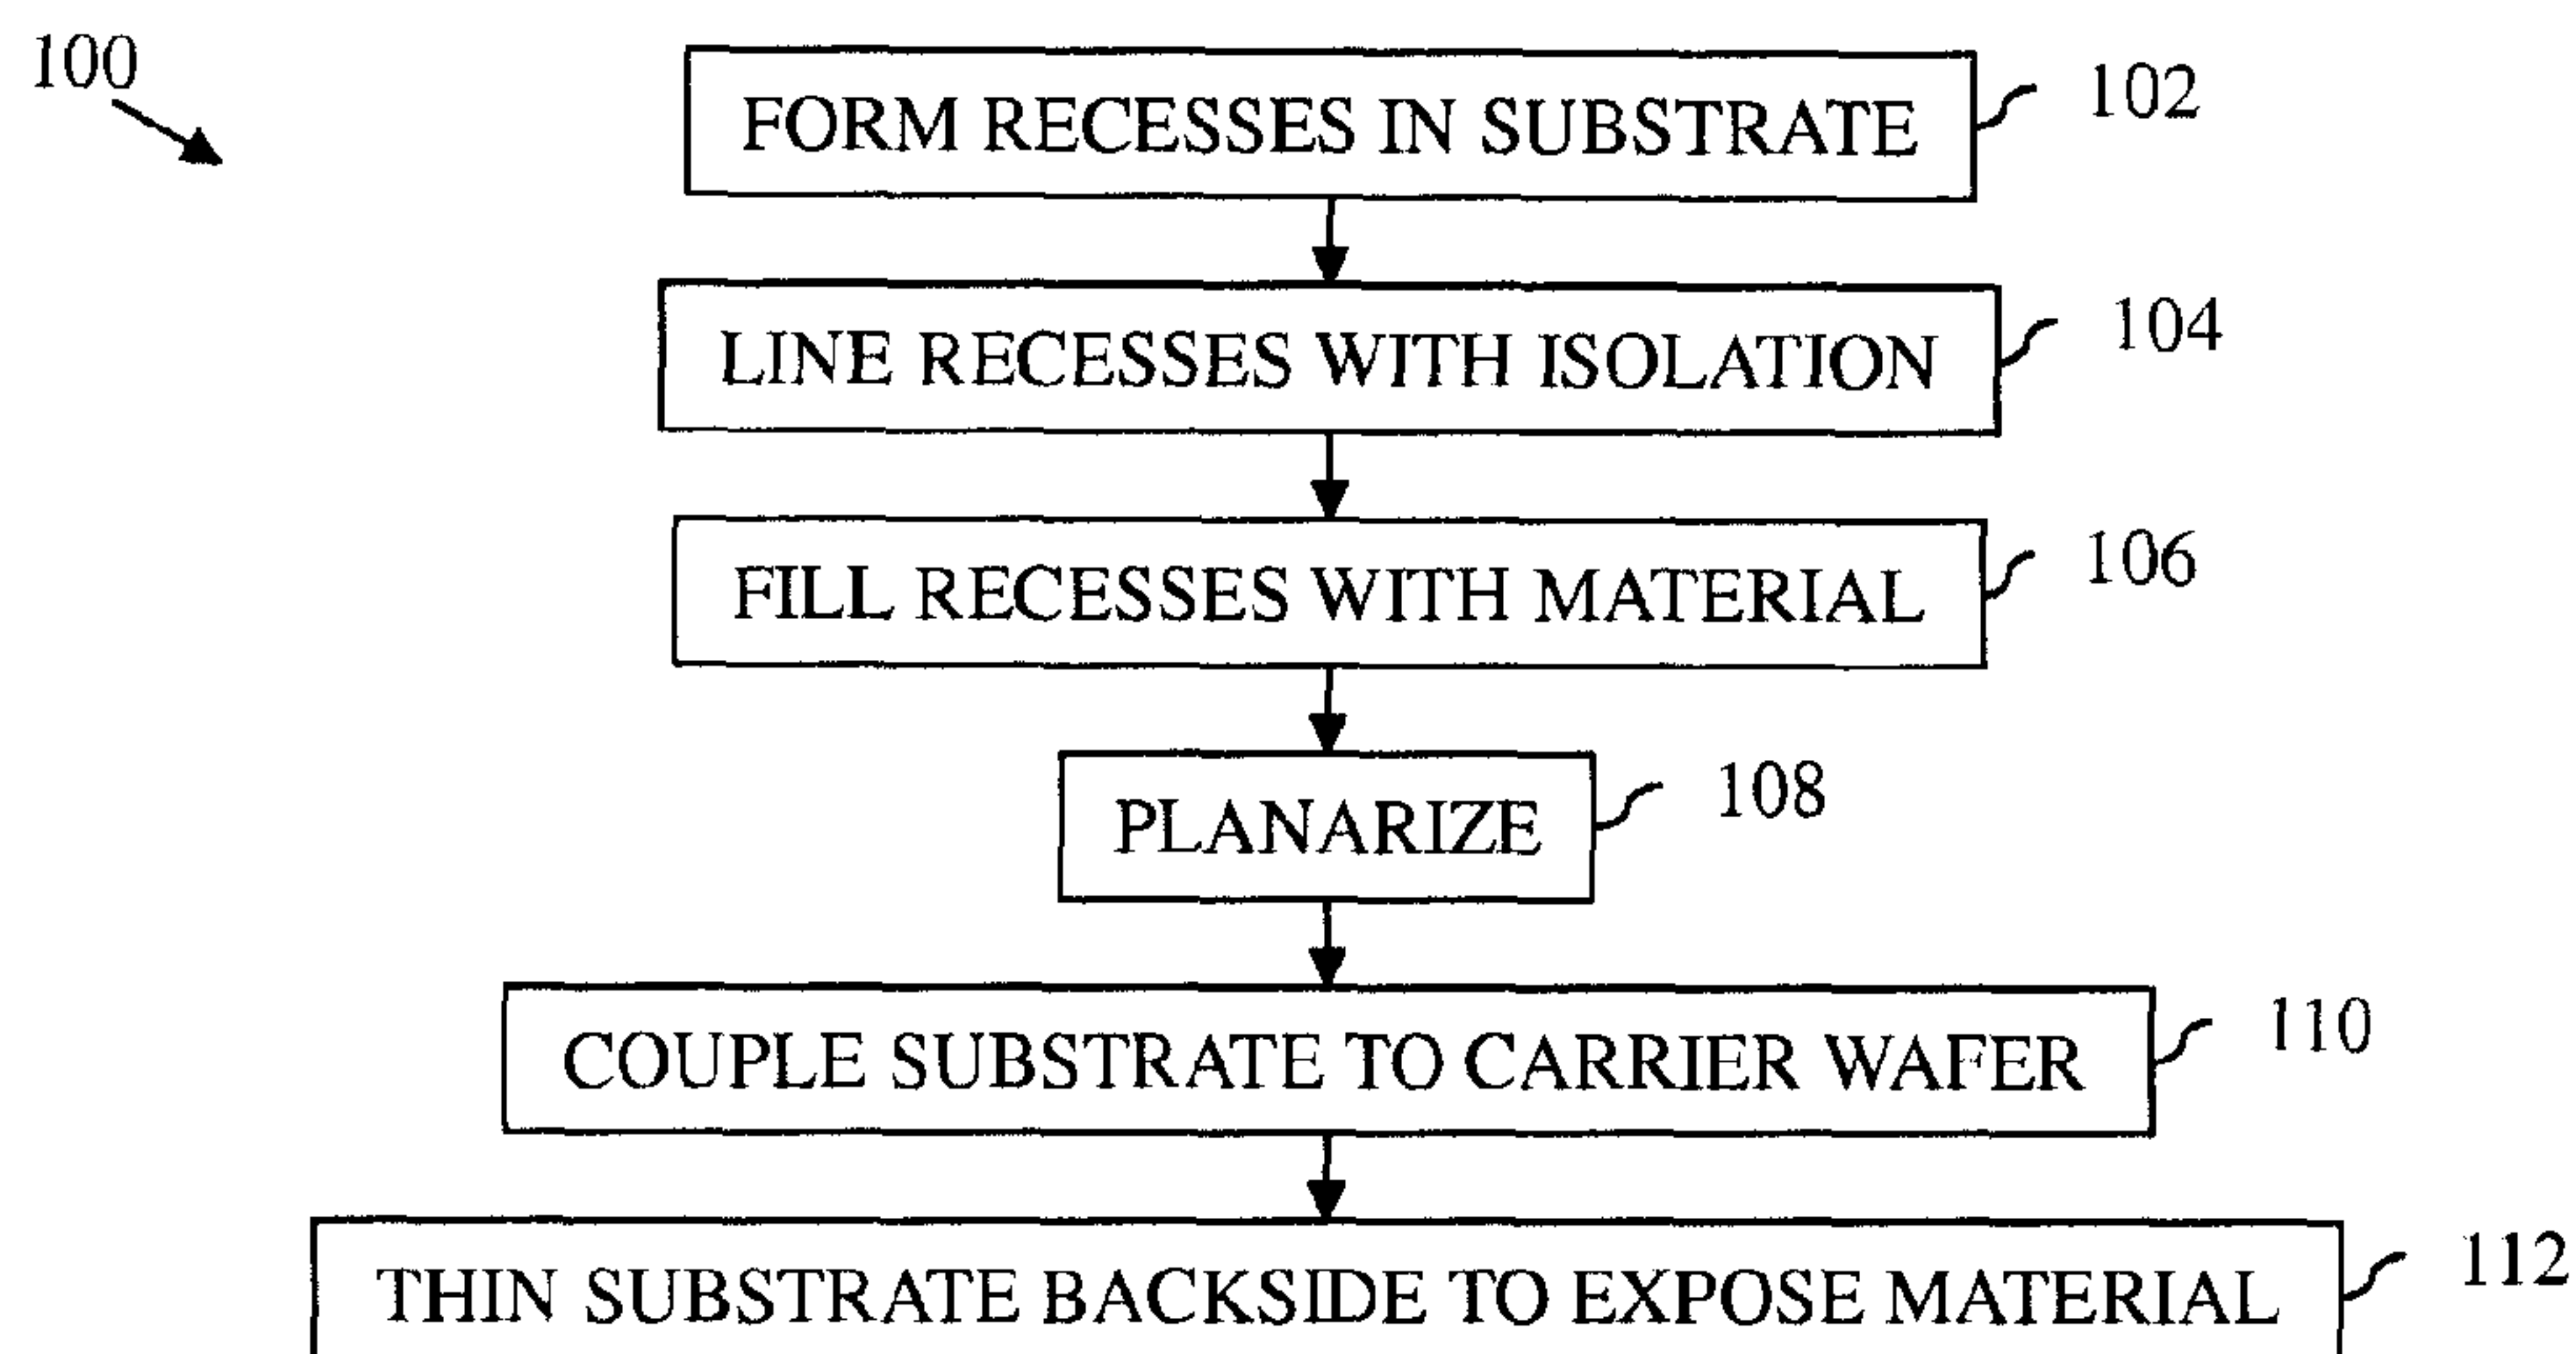 100
FORM RECESSES IN SUBSTRATE 102
LINE RECESSES WITH ISOLATION 104
FILL RECESSES WITH MATERIAL 106
PLANARIZE 108
COUPLE SUBSTRATE TO CARRIER WAFER 110
THIN SUBSTRATE BACKSIDE TO EXPOSE MATERIAL 112